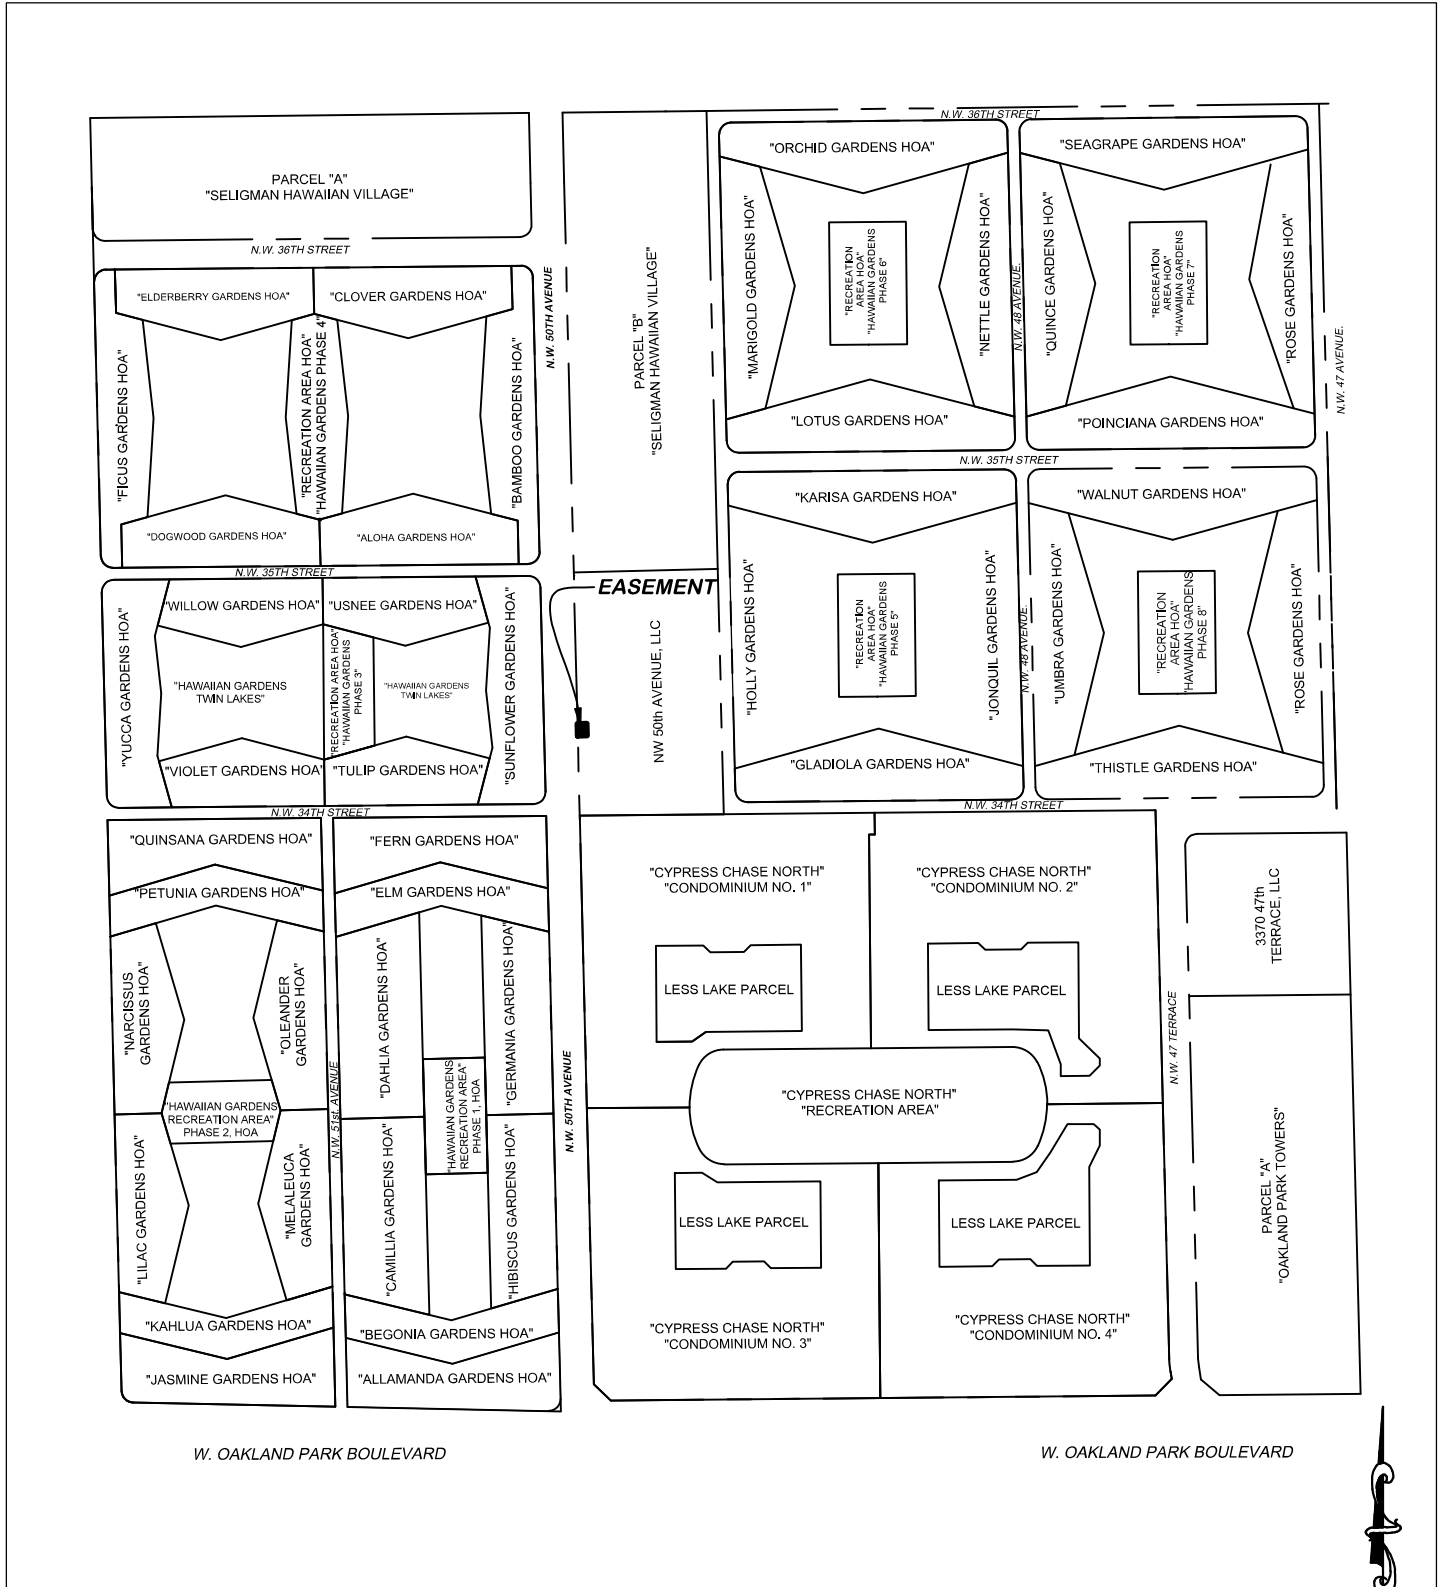 N.W. 36TH STREET
PARCEL "A"
"SELIGMAN HAWAIIAN VILLAGE"
N.W. 36TH STREET
"ELDERBERRY GARDENS HOA"
"CLOVER GARDENS HOA"
"FICUS GARDENS HOA"
"RECREATION AREA HOA"
"HAWAIIAN GARDENS PHASE 4"
"BAMBOO GARDENS HOA"
"DOGWOOD GARDENS HOA"
"ALOHA GARDENS HOA"
N.W. 50TH AVENUE
PARCEL "B"
"SELIGMAN HAWAIIAN VILLAGE"
"ORCHID GARDENS HOA"
"MARIGOLD GARDENS HOA"
"RECREATION
AREA HOA"
"HAWAIIAN GARDENS
PHASE 6"
"NETTLE GARDENS HOA"
"LOTUS GARDENS HOA"
N.W. 48 AVENUE.
"SEAGRAPE GARDENS HOA"
"QUINCE GARDENS HOA"
"RECREATION
AREA HOA"
"HAWAIIAN GARDENS
PHASE 7"
"ROSE GARDENS HOA"
"POINCIANA GARDENS HOA"
N.W. 47 AVENUE.
N.W. 35TH STREET
N.W. 35TH STREET
"YUCCA GARDENS HOA"
"WILLOW GARDENS HOA"
"USNEE GARDENS HOA"
"HAWAIIAN GARDENS
TWIN LAKES"
"RECREATION AREA HOA"
"HAWAIIAN GARDENS
PHASE 3"
"HAWAIIAN GARDENS
TWIN LAKES"
"SUNFLOWER GARDENS HOA"
"VIOLET GARDENS HOA"
"TULIP GARDENS HOA"
EASEMENT
NW 50th AVENUE, LLC
"KARISA GARDENS HOA"
"HOLLY GARDENS HOA"
"RECREATION
AREA HOA"
"HAWAIIAN GARDENS
PHASE 5"
"JONQUIL GARDENS HOA"
"GLADIOLA GARDENS HOA"
N.W. 48 AVENUE.
"WALNUT GARDENS HOA"
"UMBRA GARDENS HOA"
"RECREATION
AREA HOA"
"HAWAIIAN GARDENS
PHASE 8"
"ROSE GARDENS HOA"
"THISTLE GARDENS HOA"
N.W. 34TH STREET
N.W. 34TH STREET
"QUINSANA GARDENS HOA"
"PETUNIA GARDENS HOA"
"NARCISSUS
GARDENS HOA"
"OLEANDER
GARDENS HOA"
"HAWAIIAN GARDENS
RECREATION AREA"
PHASE 2, HOA
"LILAC GARDENS HOA"
"MELALEUCA
GARDENS HOA"
"KAHLUA GARDENS HOA"
"JASMINE GARDENS HOA"
N.W. 51st. AVENUE
"FERN GARDENS HOA"
"ELM GARDENS HOA"
"DAHLIA GARDENS HOA"
"GERMANIA GARDENS HOA"
"HAWAIIAN GARDENS
RECREATION AREA"
PHASE 1, HOA
"CAMILLIA GARDENS HOA"
"HIBISCUS GARDENS HOA"
"BEGONIA GARDENS HOA"
"ALLAMANDA GARDENS HOA"
N.W. 50TH AVENUE
"CYPRESS CHASE NORTH"
"CONDOMINIUM NO. 1"
"CYPRESS CHASE NORTH"
"CONDOMINIUM NO. 2"
LESS LAKE PARCEL
LESS LAKE PARCEL
"CYPRESS CHASE NORTH"
"RECREATION AREA"
LESS LAKE PARCEL
LESS LAKE PARCEL
"CYPRESS CHASE NORTH"
"CONDOMINIUM NO. 3"
"CYPRESS CHASE NORTH"
"CONDOMINIUM NO. 4"
N.W. 47 TERRACE
3370 47th
TERRACE, LLC
PARCEL "A"
"OAKLAND PARK TOWERS"
W. OAKLAND PARK BOULEVARD
W. OAKLAND PARK BOULEVARD